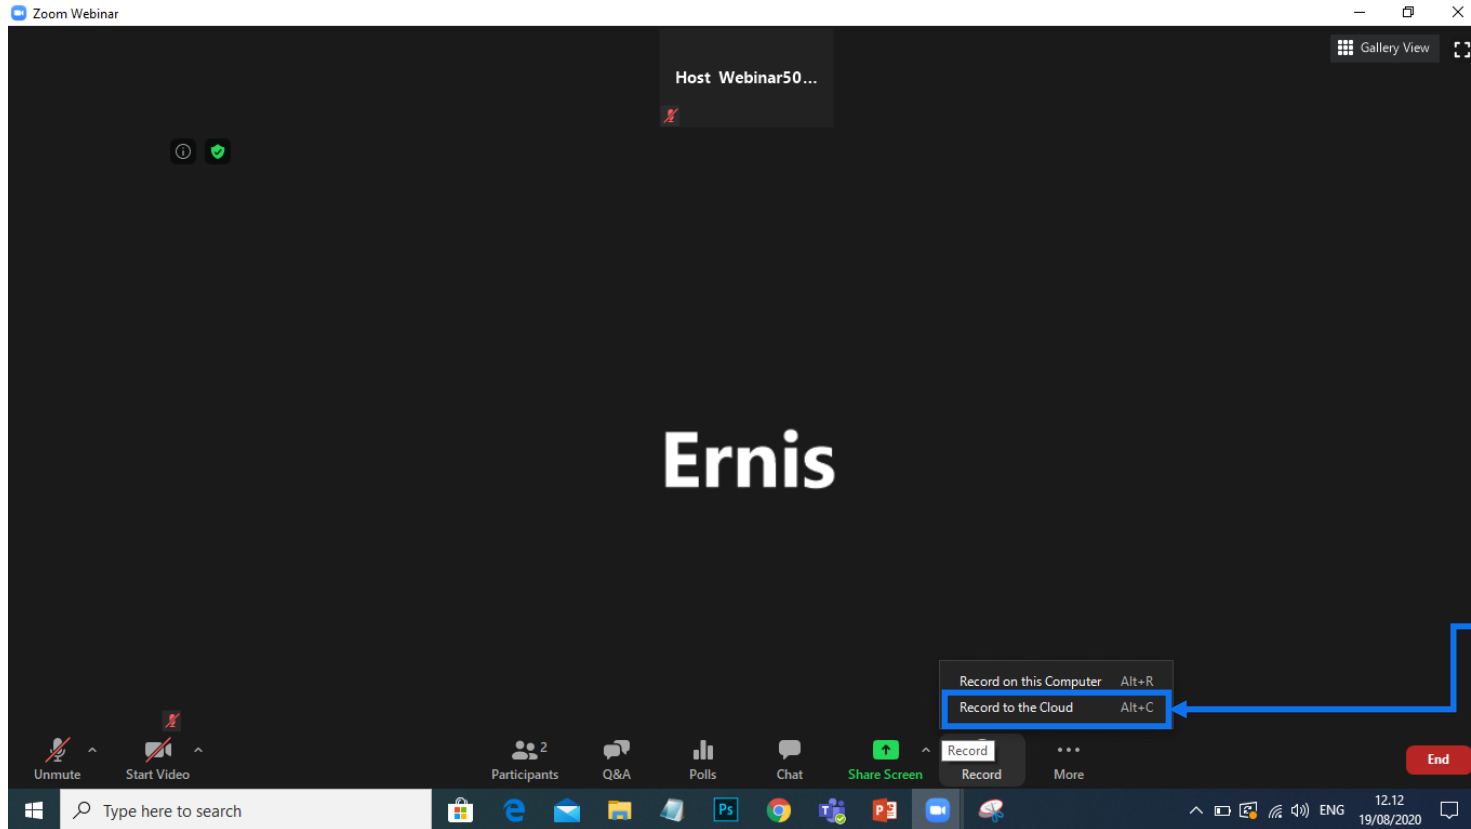 Zoom Webinar
Gallery View
Host Webinar50...
Ernis
Record on this Computer Alt+R
Record to the Cloud Alt+C
Record
2
Unmute
Start Video
Participants
Q&A
Polls
Chat
Share Screen
Record
More
End
Type here to search
Ps
ENG
12.12
19/08/2020